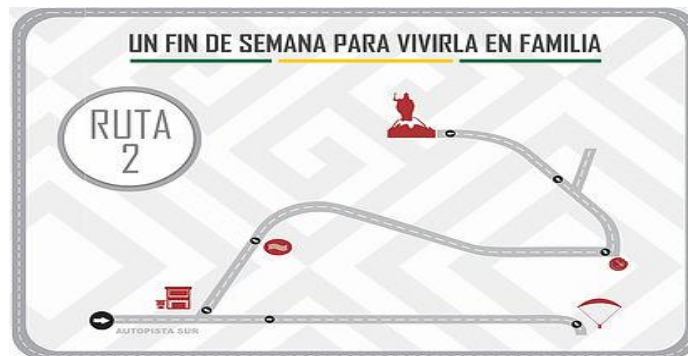 UN FIN DE SEMANA PARA VIVIRLA EN FAMILIA
RUTA
2
AUTOPISTA SUR